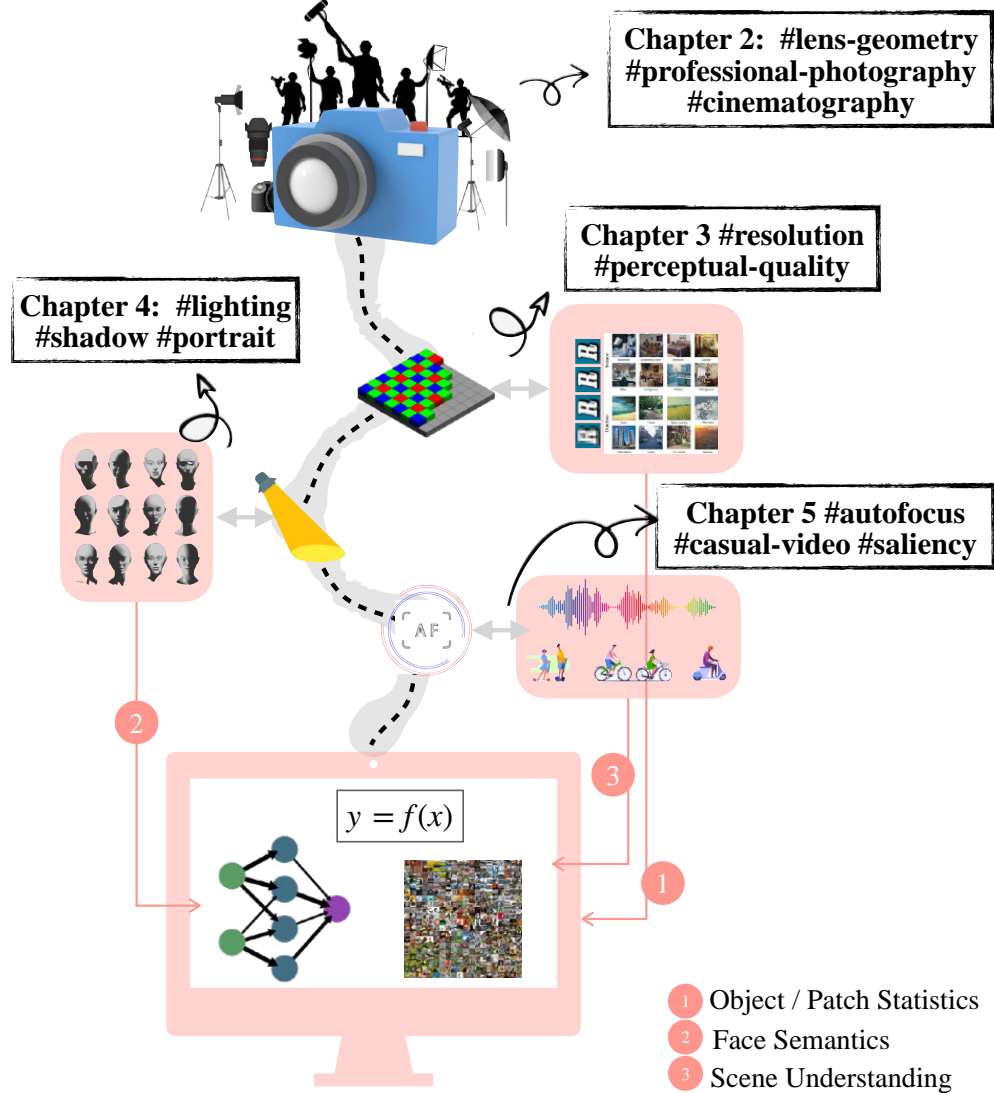 Chapter 2: #lens-geometry
#professional-photography
#cinematography
Chapter 3 #resolution
#perceptual-quality
Chapter 4: #lighting
#shadow #portrait
R R R R
Chapter 5 #autofocus
#casual-video #saliency
AF
2
3
1
y = f(x)
1 Object / Patch Statistics
2 Face Semantics
3 Scene Understanding